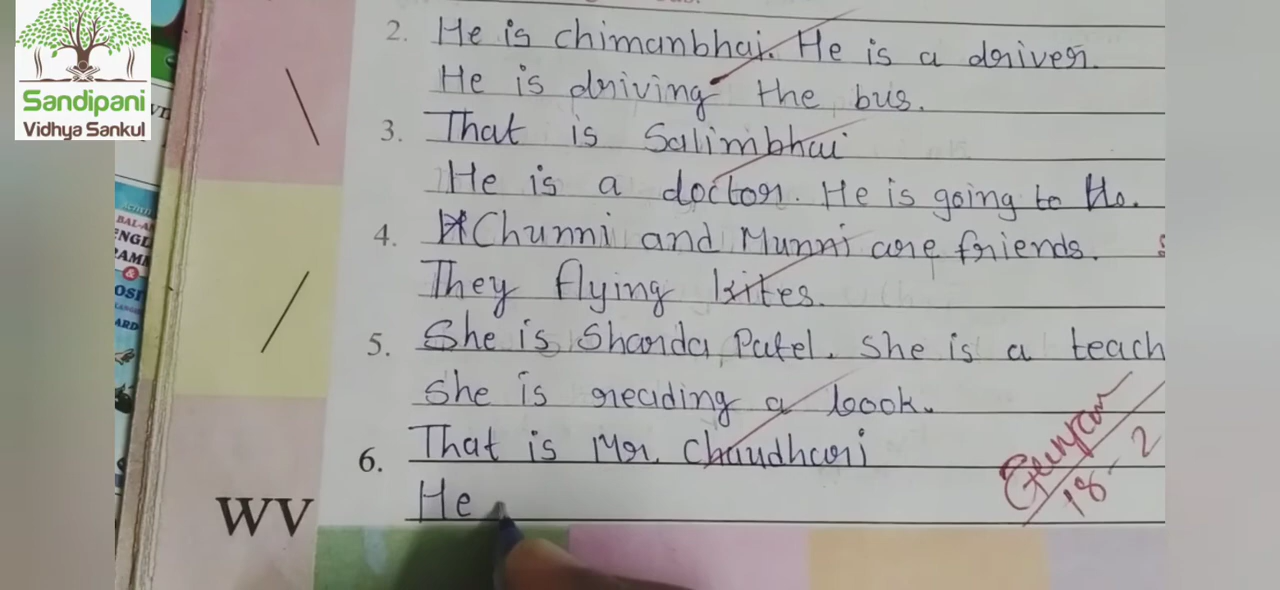 Sandipani
Vidhya Sankul
2. He is chimanbhai. He is a driver.
He is driving the bus.
3. That is Salimbhai
He is a doctor. He is going to Ho.
4. Chunni and Munni are friends.
They flying kites.
5. She is Sharda Patel. She is a teach
She is reading a book.
6. That is Mr. Chaudhari
He
18-2
WV